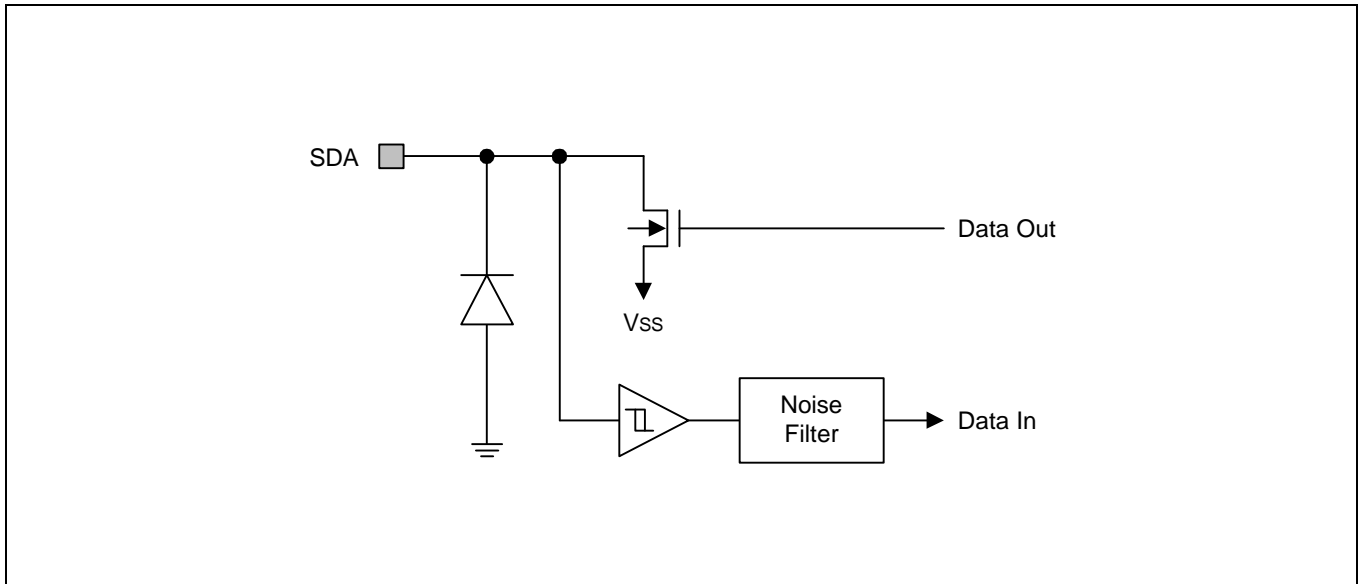 SDA
Data Out
VSS
Noise
Filter
Data In